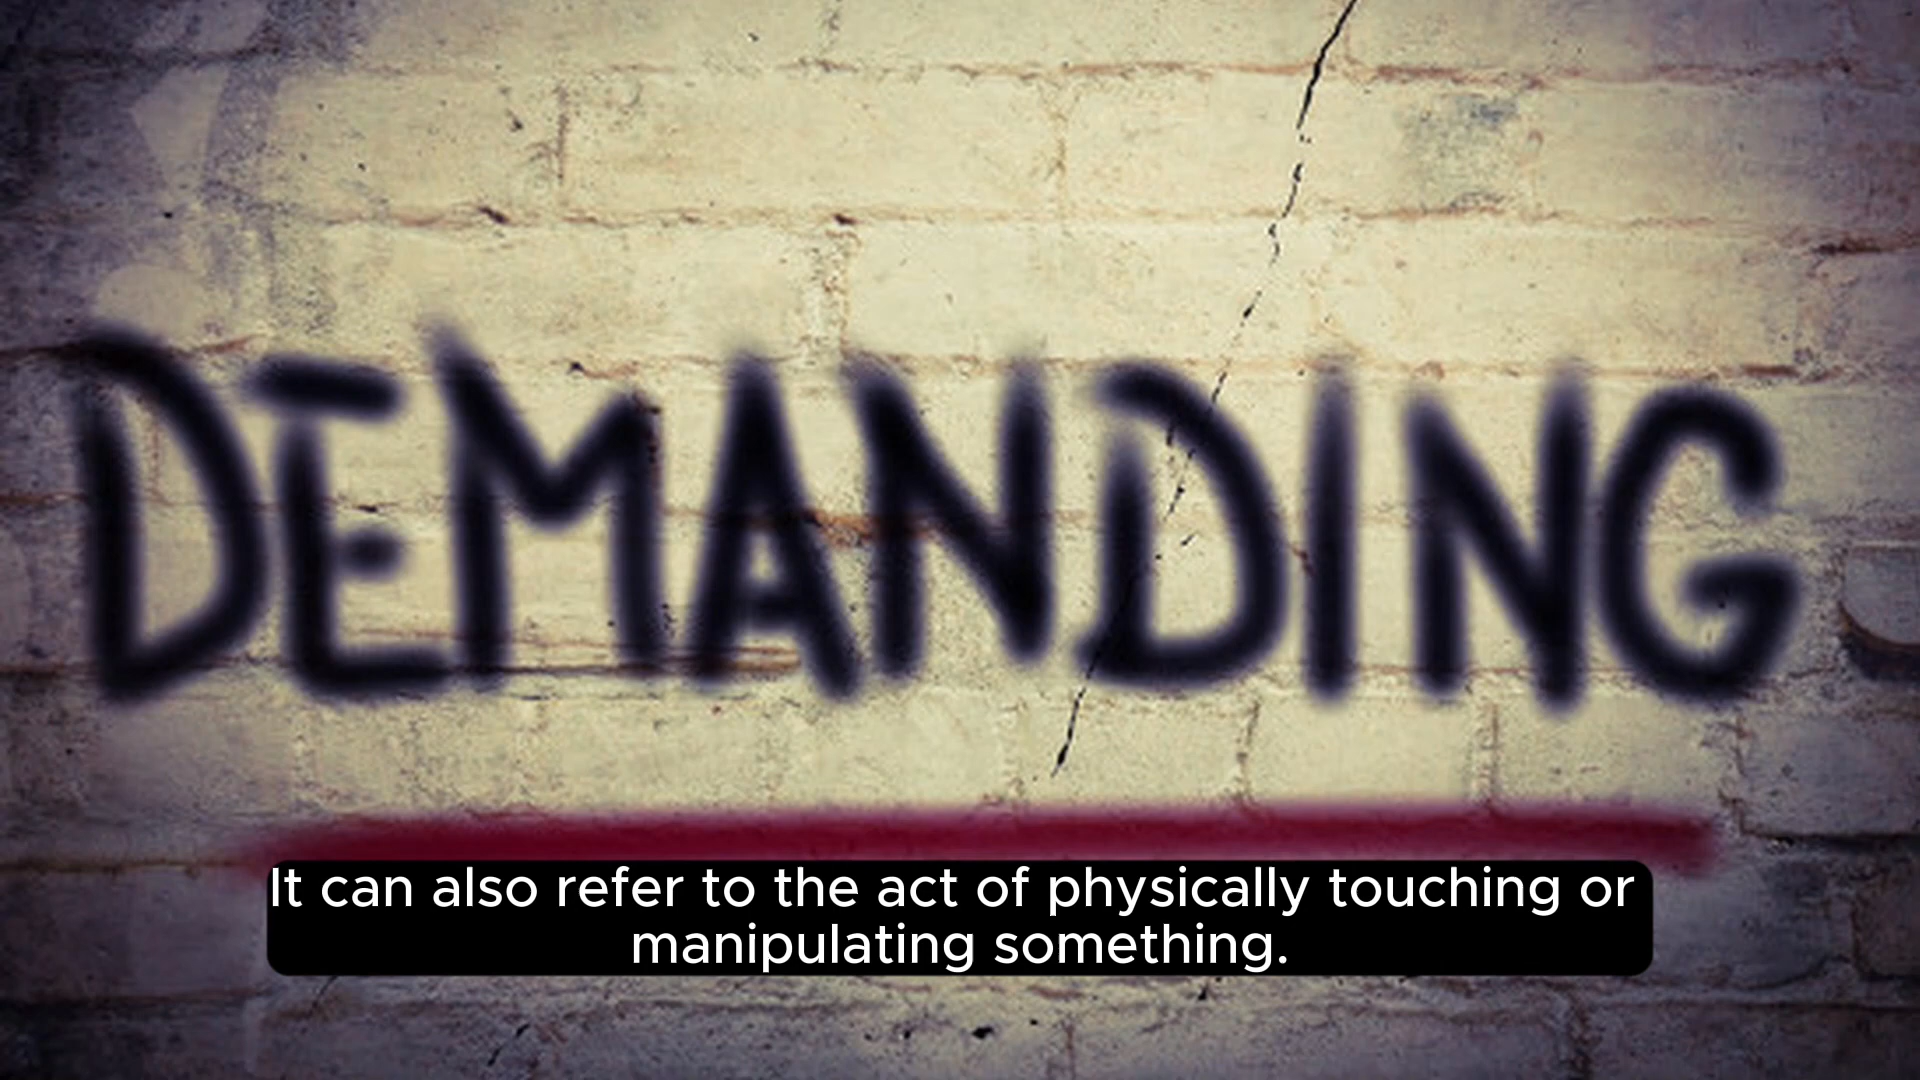 DEMANDING
It can also refer to the act of physically touching or
manipulating something.